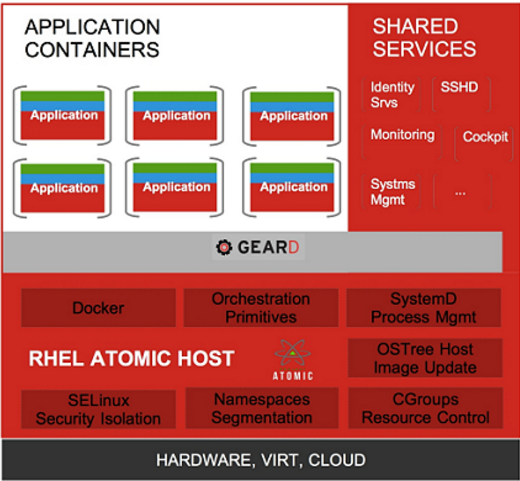 APPLICATION
CONTAINERS
SHARED
SERVICES
Application
Application
Application
Application
Application
Application
Identity
Srvs
SSHD
Monitoring
Cockpit
Systms
Mgmt
...
GEARD
Docker
Orchestration
Primitives
SystemD
Process Mgmt
RHEL ATOMIC HOST
ATOMIC
OSTree Host
Image Update
SELinux
Security Isolation
Namespaces
Segmentation
CGroups
Resource Control
HARDWARE, VIRT, CLOUD